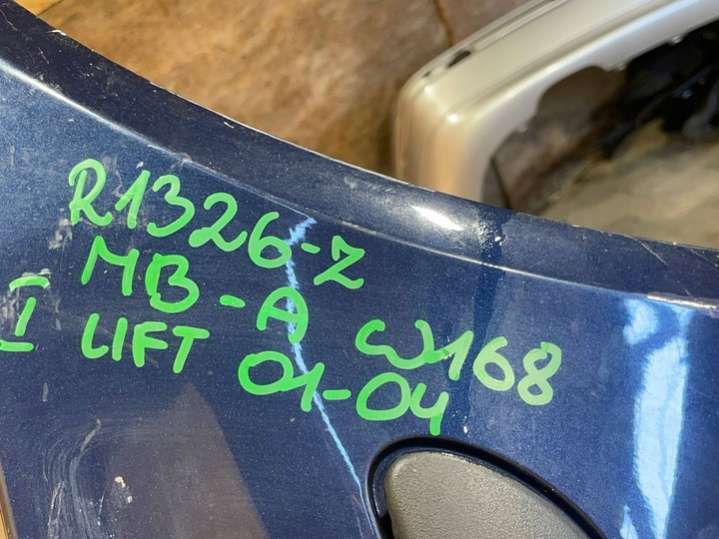 R1326-Z
MB-A W168
I LIFT 01-04